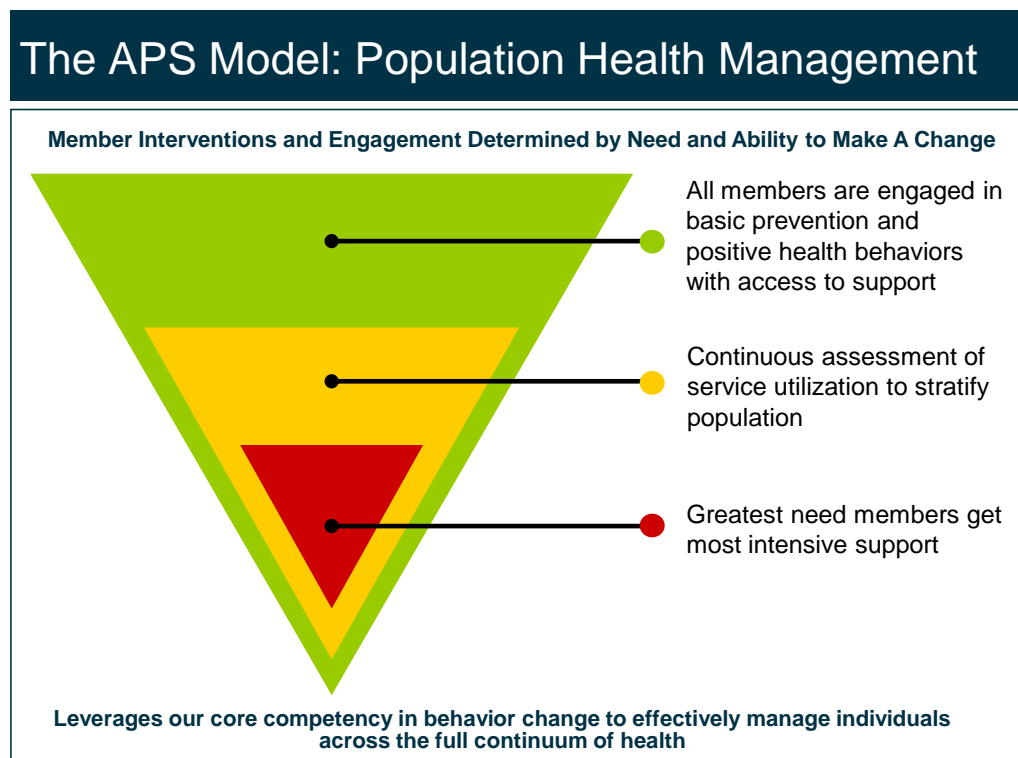 The APS Model: Population Health Management
Member Interventions and Engagement Determined by Need and Ability to Make A Change
All members are engaged in
basic prevention and
positive health behaviors
with access to support
Continuous assessment of
service utilization to stratify
population
Greatest need members get
most intensive support
Leverages our core competency in behavior change to effectively manage individuals
across the full continuum of health